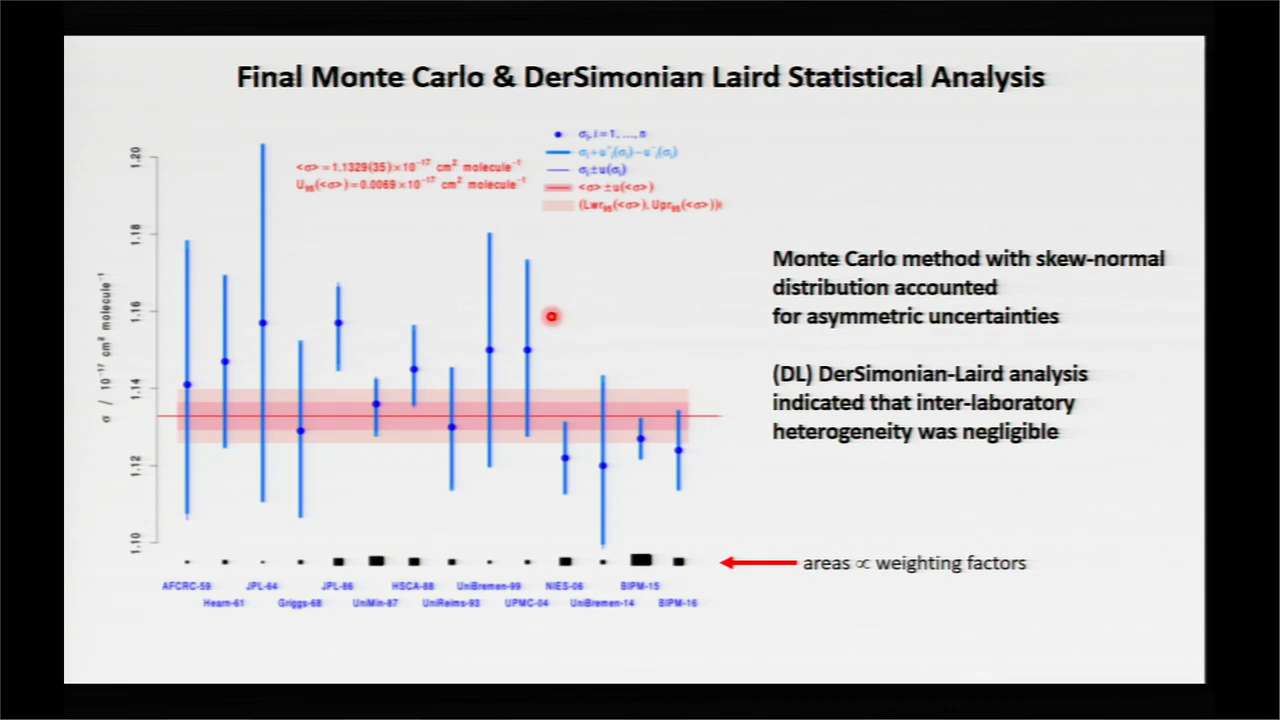 Final Monte Carlo & DerSimonian Laird Statistical Analysis
<σ> = 1.1329(35)×10⁻¹⁷ cm² molecule⁻¹
U₉₅(<σ>) = 0.0069×10⁻¹⁷ cm² molecule⁻¹
σᵢ, i = 1, ..., n
σᵢ+u⁺ᵢ(σᵢ)−u⁻ᵢ(σᵢ)
σᵢ±u(σᵢ)
<σ> ±u(<σ>)
(Lwr₉₅(<σ>), Upr₉₅(<σ>))
σ / 10⁻¹⁷ cm² molecule⁻¹
1.20
1.18
1.16
1.14
1.12
1.10
Monte Carlo method with skew-normal
distribution accounted
for asymmetric uncertainties
(DL) DerSimonian-Laird analysis
indicated that inter-laboratory
heterogeneity was negligible
areas ∝ weighting factors
AFCRC-59 JPL-64 JPL-86 HSCA-88 UniBremen-99 NIES-06 BIPM-15
Hearn-61 Griggs-68 UniMin-87 UniReims-93 UPMC-04 UniBremen-14 BIPM-16